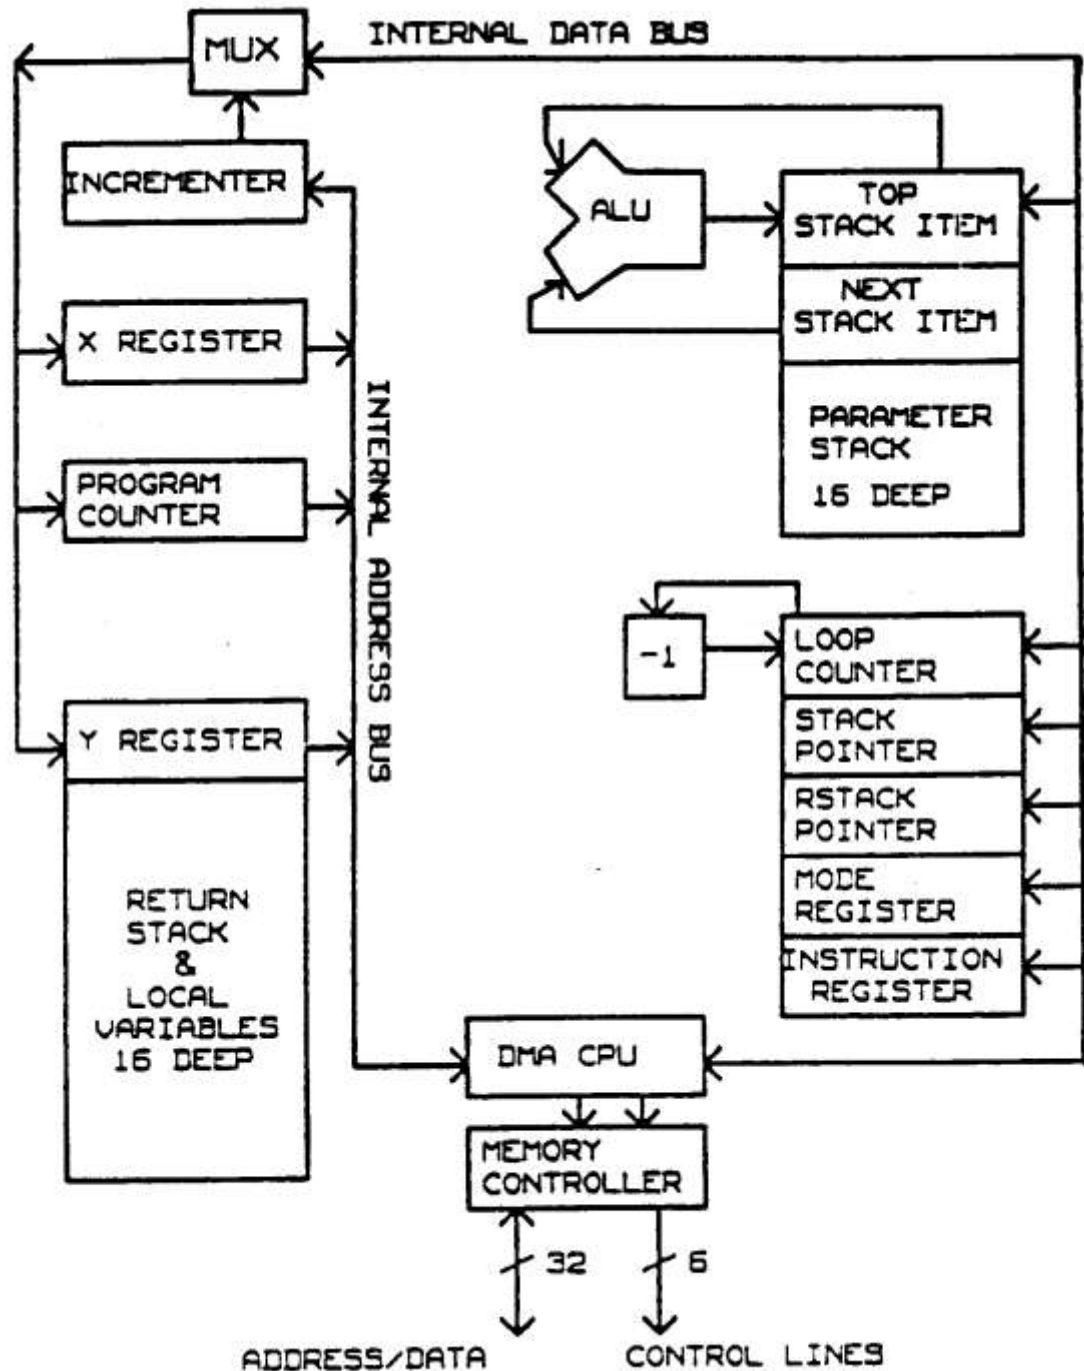 INTERNAL DATA BUS
MUX
INCREMENTER
X REGISTER
PROGRAM
COUNTER
Y REGISTER
RETURN
STACK
&
LOCAL
VARIABLES
16 DEEP
INTERNAL ADDRESS BUS
ALU
TOP
STACK ITEM
NEXT
STACK ITEM
PARAMETER
STACK
16 DEEP
-1
LOOP
COUNTER
STACK
POINTER
RSTACK
POINTER
MODE
REGISTER
INSTRUCTION
REGISTER
DMA CPU
MEMORY
CONTROLLER
32
6
ADDRESS/DATA
CONTROL LINES